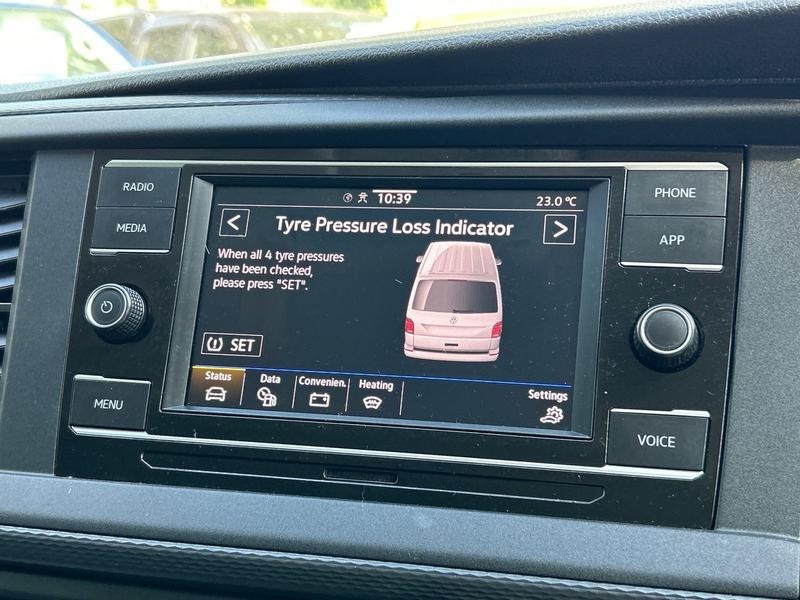 RADIO
MEDIA
MENU
10:39
23.0 °C
<
Tyre Pressure Loss Indicator
>
When all 4 tyre pressures
have been checked,
please press "SET".
SET
Status
Data
Convenien.
Heating
Settings
PHONE
APP
VOICE